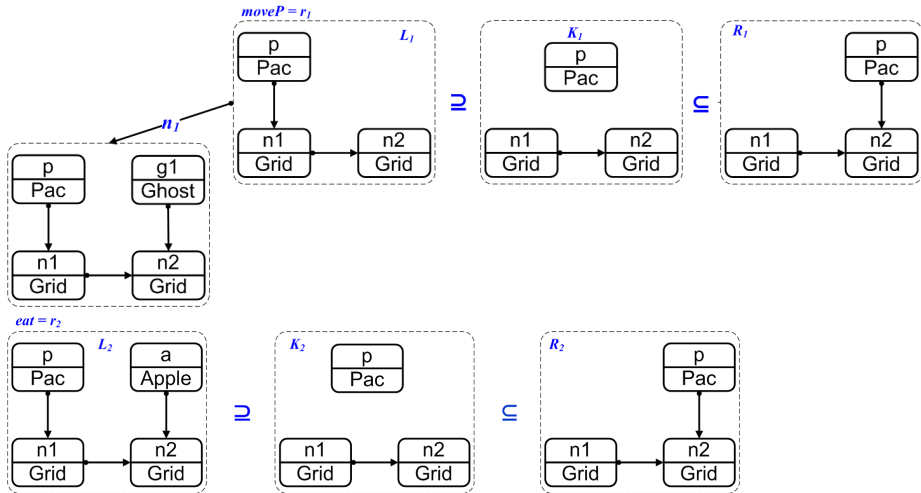 moveP = r₁
L₁
p
Pac
n1
Grid
n2
Grid
⊇
K₁
p
Pac
n1
Grid
n2
Grid
⊆
R₁
p
Pac
n1
Grid
n2
Grid
n₁
p
Pac
g1
Ghost
n1
Grid
n2
Grid
eat = r₂
L₂
p
Pac
a
Apple
n1
Grid
n2
Grid
⊇
K₂
p
Pac
n1
Grid
n2
Grid
⊆
R₂
p
Pac
n1
Grid
n2
Grid